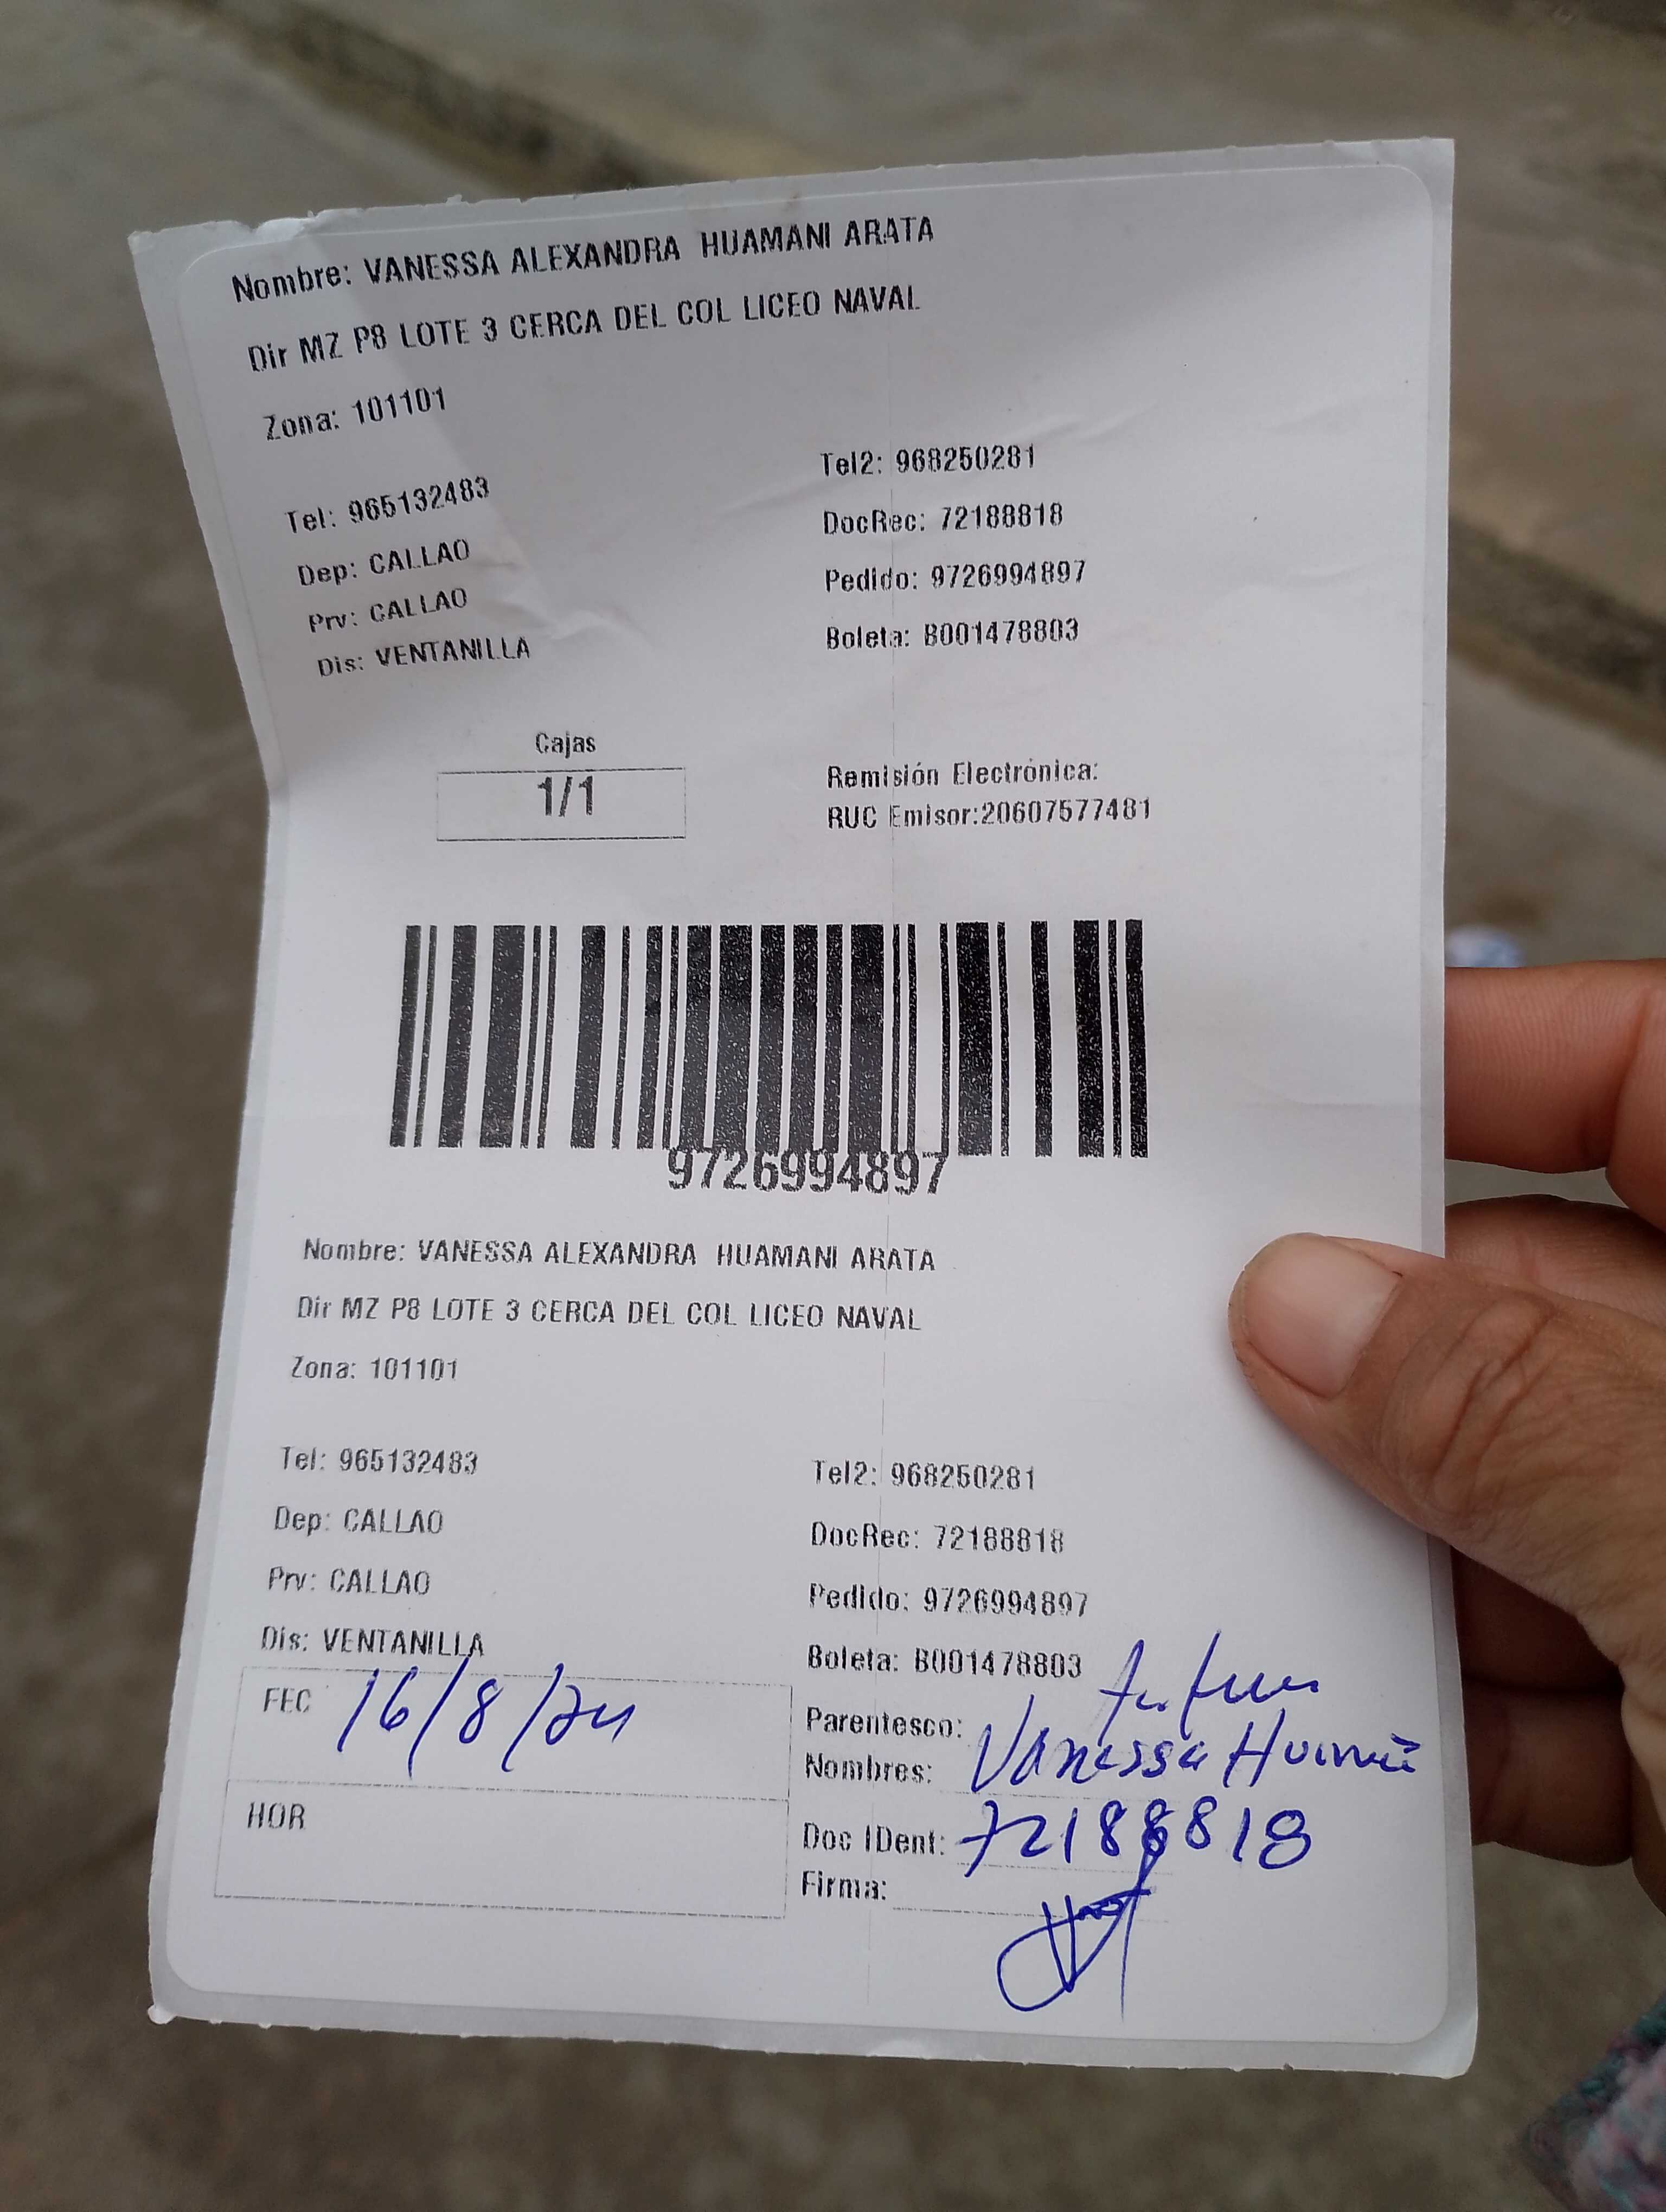 Nombre: VANESSA ALEXANDRA HUAMANI ARATA
Dir MZ P8 LOTE 3 CERCA DEL COL LICEO NAVAL
Zona: 101101
Tel: 965132483
Dep: CALLAO
Prv: CALLAO
Dis: VENTANILLA
Tel2: 968250281
DocRec: 72188818
Pedido: 9726994897
Boleta: B001478803
Cajas
1/1
Remisión Electrónica:
RUC Emisor:20607577481
9726994897
Nombre: VANESSA ALEXANDRA HUAMANI ARATA
Dir MZ P8 LOTE 3 CERCA DEL COL LICEO NAVAL
Zona: 101101
Tel: 965132483
Dep: CALLAO
Prv: CALLAO
Dis: VENTANILLA
Tel2: 968250281
DocRec: 72188818
Pedido: 9726994897
Boleta: B001478803
FEC 16/8/24
HOR
Parentesco:
Nombres: Vanessa
Doc IDent: 72188818
Firma: